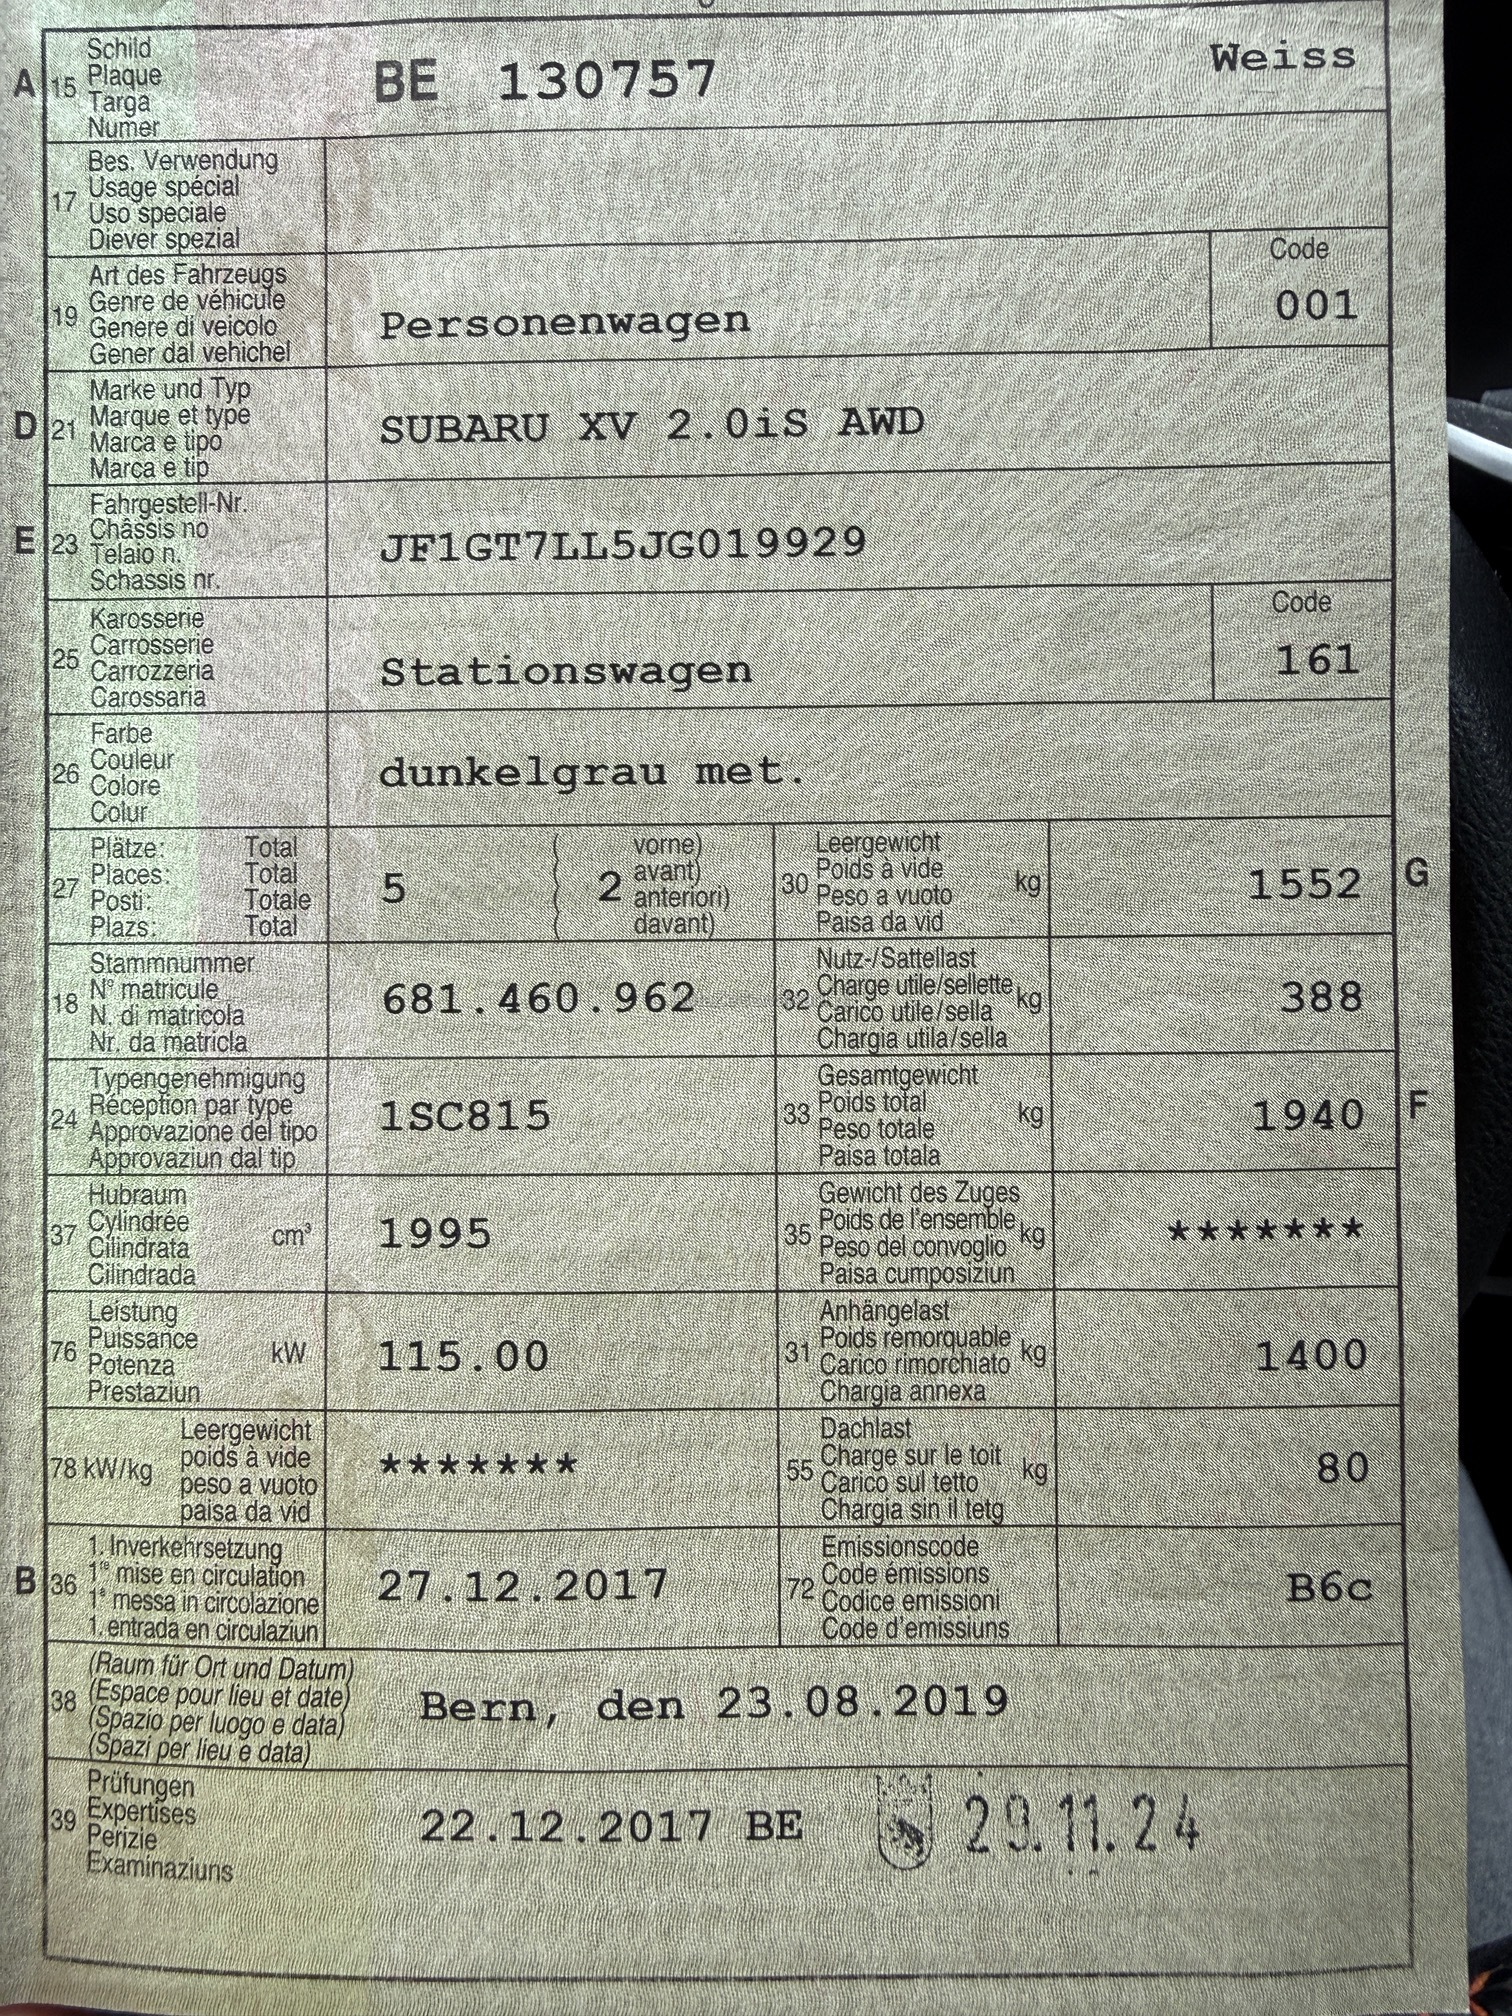 A 15 Schild
Plaque
Targa
Numer
BE 130757 Weiss
17 Bes. Verwendung
Usage spécial
Uso speciale
Diever spezial
19 Art des Fahrzeugs
Genre de véhicule
Genere di veicolo
Gener dal vehichel
Personenwagen
Code
001
D 21 Marke und Typ
Marque et type
Marca e tipo
Marca e tip
SUBARU XV 2.0iS AWD
E 23 Fahrgestell-Nr.
Châssis no
Telaio n.
Schassis nr.
JF1GT7LL5JG019929
25 Karosserie
Carrosserie
Carrozzeria
Carossaria
Stationswagen
Code
161
26 Farbe
Couleur
Colore
Colur
dunkelgrau met.
27 Plätze: Total
Places: Total
Posti: Totale
Plazs: Total
5
2
vorne)
avant)
anteriori)
davant)
30 Leergewicht
Poids à vide
Peso a vuoto
Paisa da vid
kg
1552 G
18 Stammnummer
N° matricule
N. di matricola
Nr. da matricla
681.460.962
32 Nutz-/Sattellast
Charge utile/sellette
Carico utile/sella
Chargia utila/sella
kg
388
24 Typengenehmigung
Réception par type
Approvazione del tipo
Approvaziun dal tip
1SC815
33 Gesamtgewicht
Poids total
Peso totale
Paisa totala
kg
1940 F
37 Hubraum
Cylindrée
Cilindrata
Cilindrada
cm³
1995
35 Gewicht des Zuges
Poids de l'ensemble
Peso del convoglio
Paisa cumposiziun
kg
*******
76 Leistung
Puissance
Potenza
Prestaziun
kW
115.00
31 Anhängelast
Poids remorquable
Carico rimorchiato
Chargia annexa
kg
1400
78 kW/kg
Leergewicht
poids à vide
peso a vuoto
paisa da vid
*******
55 Dachlast
Charge sur le toit
Carico sul tetto
Chargia sin il tetg
kg
80
B 36 1. Inverkehrsetzung
1re mise en circulation
1a messa in circolazione
1. entrada en circulaziun
27.12.2017
72 Emissionscode
Code émissions
Codice emissioni
Code d'emissiuns
B6c
38 (Raum für Ort und Datum)
(Espace pour lieu et date)
(Spazio per luogo e data)
(Spazi per lieu e data)
Bern, den 23.08.2019
39 Prüfungen
Expertises
Perizie
Examinaziuns
22.12.2017 BE 29.11.24